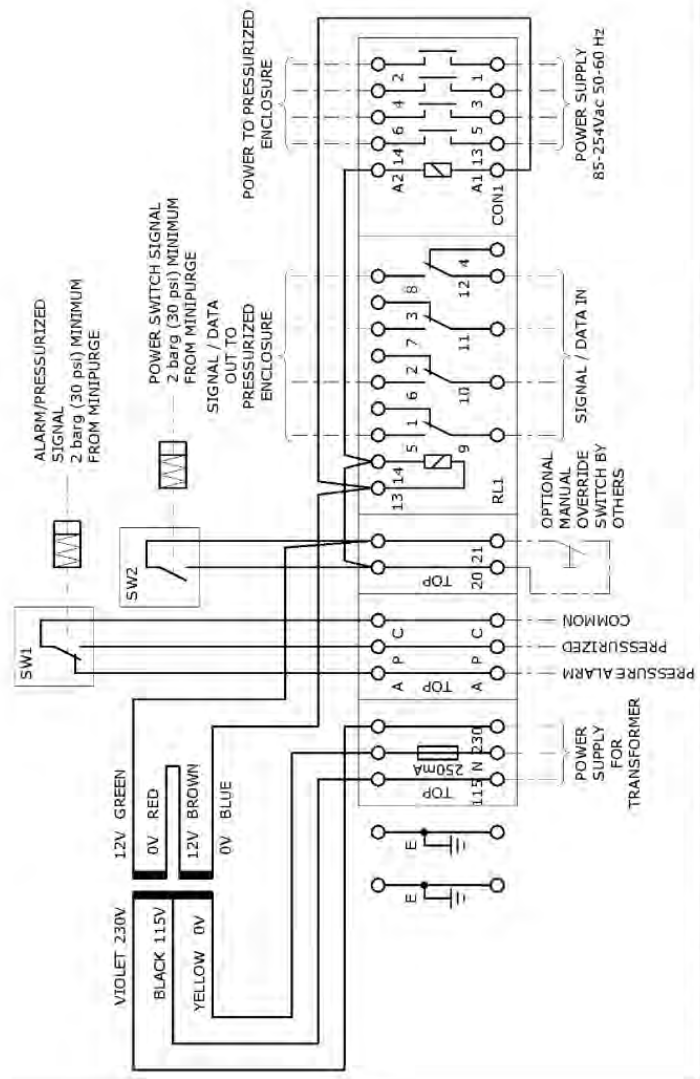 ALARM/PRESSURIZED
SIGNAL
2 barg (30 psi) MINIMUM
FROM MINIPURGE
POWER SWITCH SIGNAL
2 barg (30 psi) MINIMUM
FROM MINIPURGE
POWER TO PRESSURIZED
ENCLOSURE
SIGNAL / DATA
OUT TO
PRESSURIZED
ENCLOSURE
SW1
SW2
12V GREEN
0V RED
12V BROWN
0V BLUE
VIOLET 230V
BLACK 115V
YELLOW 0V
E
E
TOP
250mA
115 N 230
POWER
SUPPLY
FOR
TRANSFORMER
A P C
TOP
A P C
PRESSURE ALARM
PRESSURIZED
COMMON
TOP
20 21
OPTIONAL
MANUAL
OVERRIDE
SWITCH BY
OTHERS
13 14
5 1 6 2 7 3 8 4
9 10 11 12
RL1
SIGNAL / DATA IN
A2 14 6 4 2
A1 13 5 3 1
CON1
POWER SUPPLY
85-254Vac 50-60 Hz